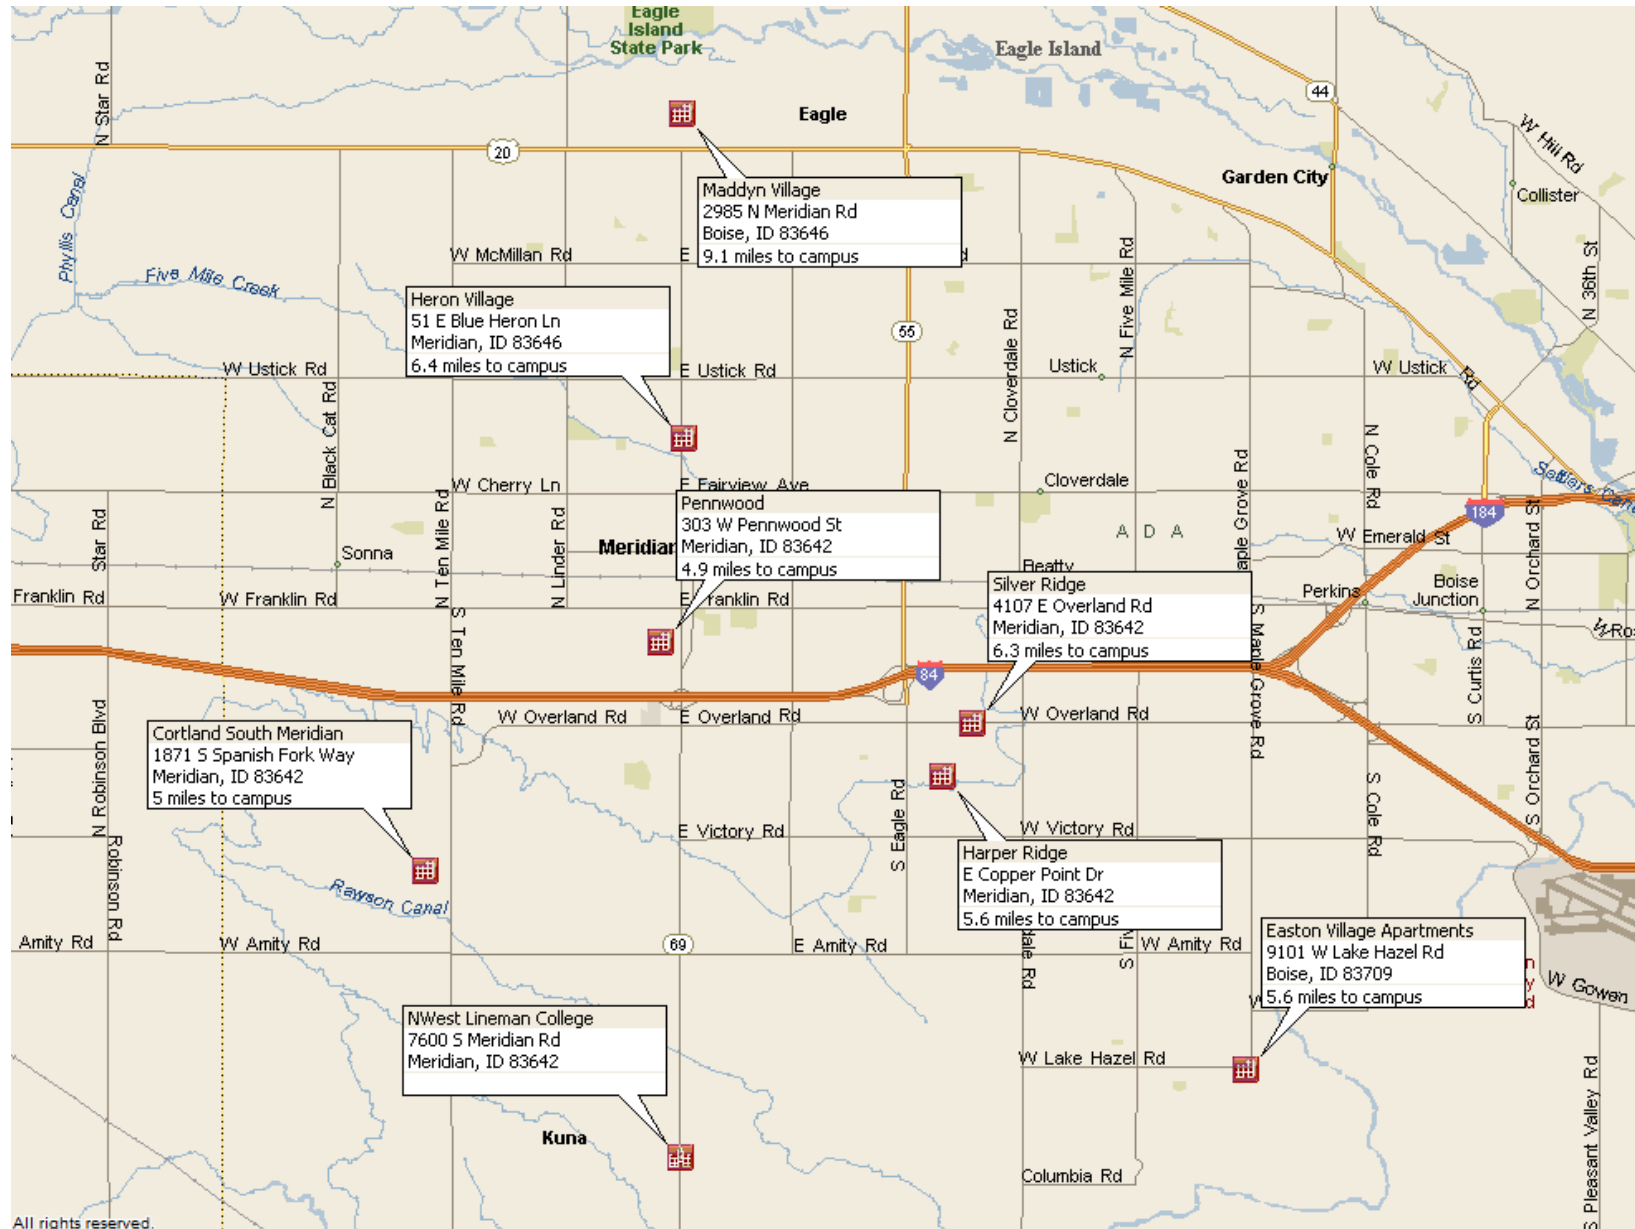 Eagle
Island
State Park
Eagle Island
N Star Rd
44
20
Eagle
W Hill Rd
Garden City
Collister
Phyllis Canal
Maddyn Village
2985 N Meridian Rd
Boise, ID 83646
9.1 miles to campus
W McMillan Rd
E
N Five Mile Rd
N 36th St
Five Mile Creek
Heron Village
51 E Blue Heron Ln
Meridian, ID 83646
6.4 miles to campus
55
N Cloverdale Rd
W Ustick Rd
E Ustick Rd
Ustick
W Ustick Rd
N Black Cat Rd
N Cole Rd
W Cherry Ln
E Fairview Ave
Cloverdale
Settlers
184
Pennwood
303 W Pennwood St
Meridian, ID 83642
4.9 miles to campus
Star Rd
N Ten Mile Rd
N Linder Rd
Sonna
Meridian
A D A
aple Grove Rd
W Emerald St
N Orchard St
Beatty
Silver Ridge
4107 E Overland Rd
Meridian, ID 83642
6.3 miles to campus
Perkins
Boise
Junction
Franklin Rd
W Franklin Rd
E Franklin Rd
S Ten Mile Rd
S Maple Grove Rd
S Curtis Rd
W Ros
84
N Robinson Blvd
W Overland Rd
E Overland Rd
W Overland Rd
Cortland South Meridian
1871 S Spanish Fork Way
Meridian, ID 83642
5 miles to campus
S Eagle Rd
S Cole Rd
S Orchard St
E Victory Rd
W Victory Rd
Robinson Rd
Harper Ridge
E Copper Point Dr
Meridian, ID 83642
5.6 miles to campus
Rawson Canal
Amity Rd
W Amity Rd
69
E Amity Rd
dale Rd
S Fiv
W Amity Rd
Easton Village Apartments
9101 W Lake Hazel Rd
Boise, ID 83709
5.6 miles to campus
W
n
y
d
W Gowen
NWest Lineman College
7600 S Meridian Rd
Meridian, ID 83642
W Lake Hazel Rd
Kuna
Columbia Rd
S Pleasant Valley Rd
All rights reserved.